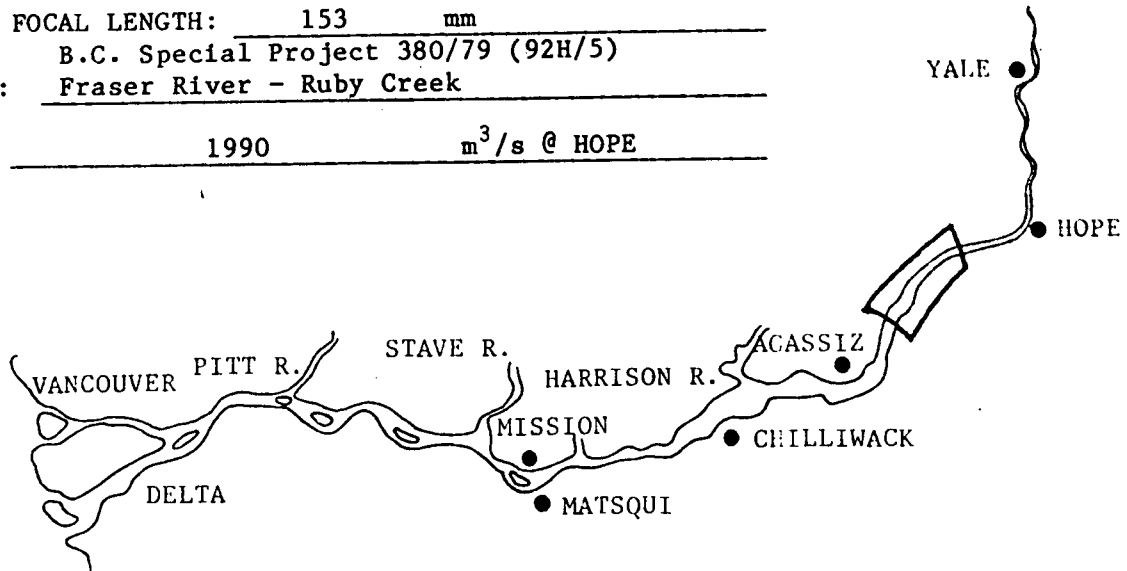 FOCAL LENGTH: 153 mm
B.C. Special Project 380/79 (92H/5)
: Fraser River - Ruby Creek
1990 m³/s @ HOPE
YALE
HOPE
AGASSIZ
STAVE R.
PITT R.
HARRISON R.
VANCOUVER
MISSION
CHILLIWACK
DELTA
MATSQUI